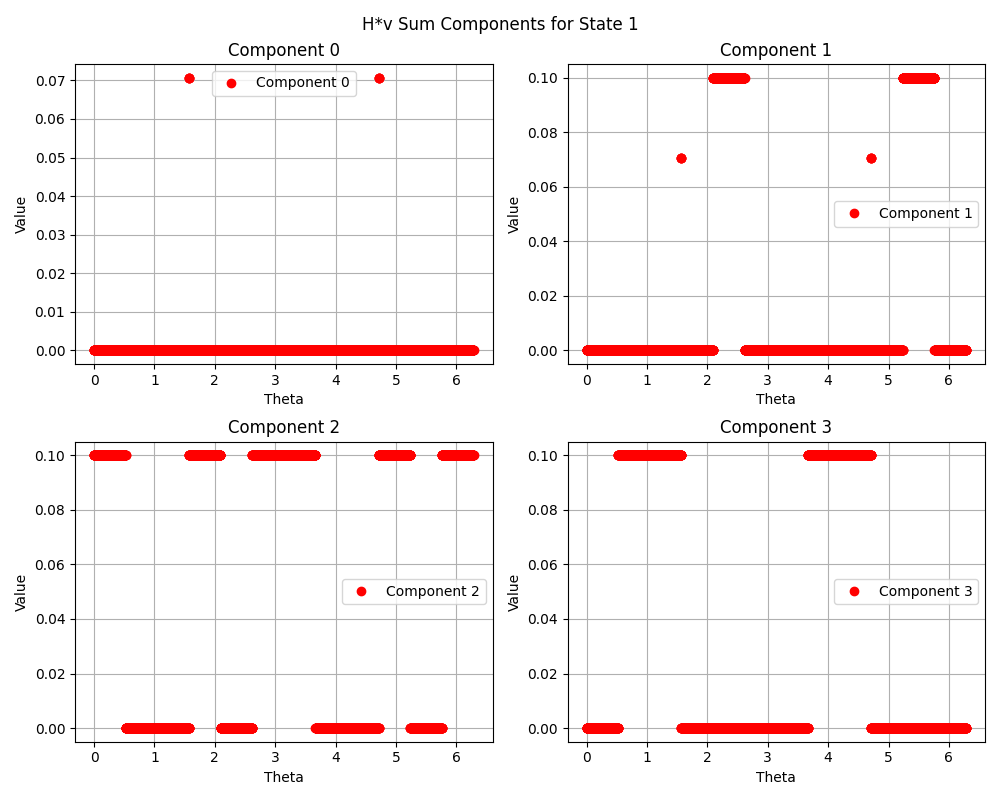 H*v Sum Components for State 1
Component 0
0.07
0.06
0.05
0.04
0.03
0.02
0.01
0.00
Value
0 1 2 3 4 5 6
Theta
Component 0
Component 1
0.10
0.08
0.06
0.04
0.02
0.00
Value
0 1 2 3 4 5 6
Theta
Component 1
Component 2
0.10
0.08
0.06
0.04
0.02
0.00
Value
0 1 2 3 4 5 6
Theta
Component 2
Component 3
0.10
0.08
0.06
0.04
0.02
0.00
Value
0 1 2 3 4 5 6
Theta
Component 3